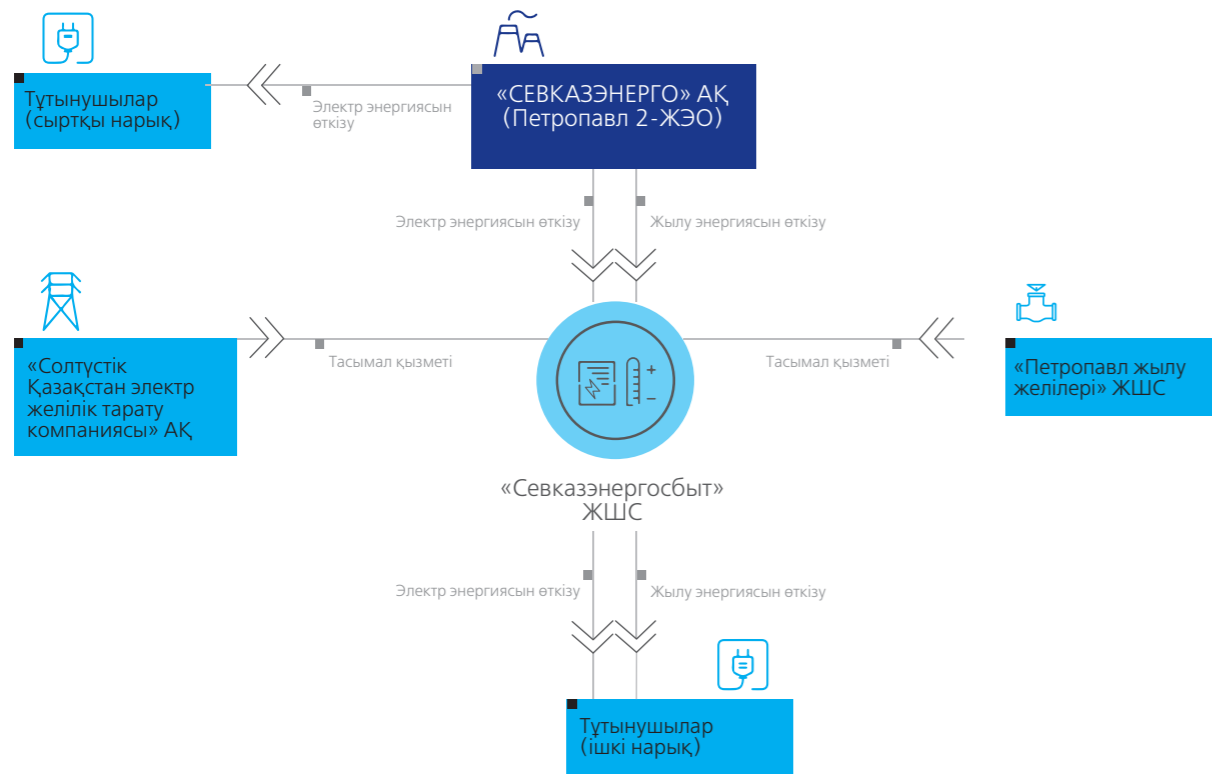 «СЕВКАЗЭНЕРГО» АҚ
(Петропавл 2-ЖЭО)
Тұтынушылар
(сыртқы нарық)
Электр энергиясын
өткізу
Электр энергиясын өткізу
Жылу энергиясын өткізу
«Солтүстік
Қазақстан электр
желілік тарату
компаниясы» АҚ
Тасымал қызметі
Тасымал қызметі
«Петропавл жылу
желілері» ЖШС
«Севказэнергосбыт»
ЖШС
Электр энергиясын өткізу
Жылу энергиясын өткізу
Тұтынушылар
(ішкі нарық)